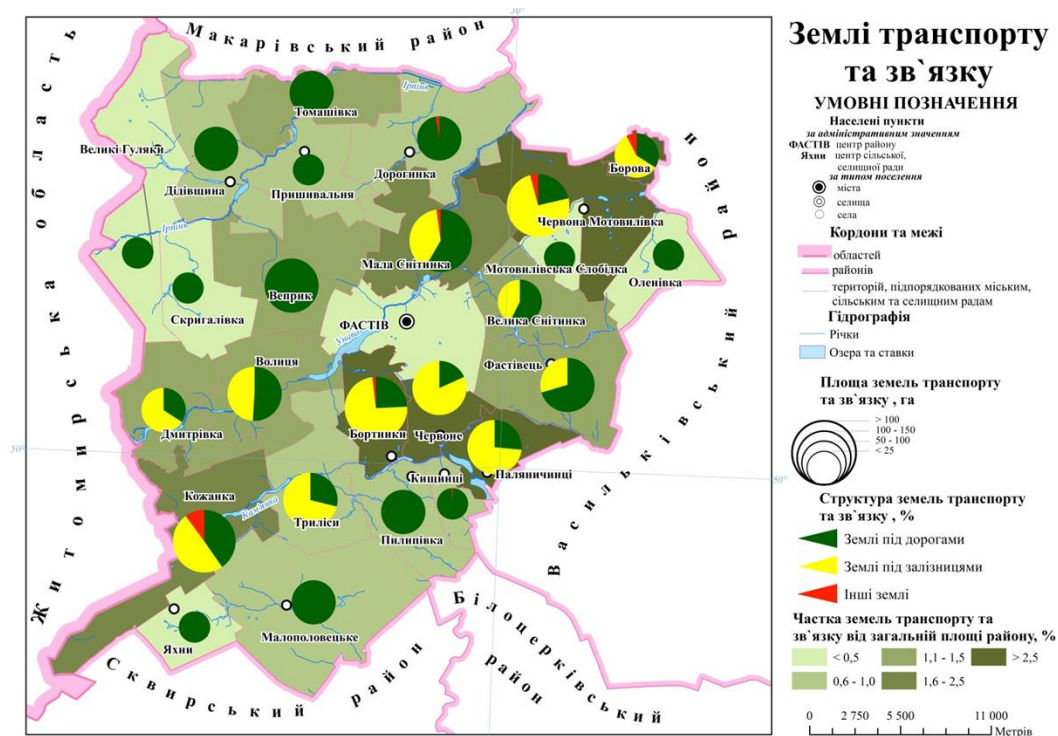 Землі транспорту
та зв`язку
УМОВНІ ПОЗНАЧЕННЯ
Населені пункти
за адміністративним значенням
ФАСТІВ центр району
Яхни центр сільської,
селищної ради
за типом поселення
міста
селища
села
Кордони та межі
областей
районів
територій, підпорядкованих міським,
сільським та селищним радам
Гідрографія
Річки
Озера та ставки
Площа земель транспорту
та зв`язку , га
> 100
100 - 150
50 - 100
< 25
Структура земель транспорту
та зв`язку , %
Землі під дорогами
Землі під залізницями
Інші землі
Частка земель транспорту та
зв`язку від загальній площі району, %
< 0,5
1,1 - 1,5
> 2,5
0,6 - 1,0
1,6 - 2,5
0 2 750 5 500 11 000
Метрів
30°
Макарівський район
Житомирська область
Васильківський район
Білоцерківський район
Сквирський район
50°
50°
Ірпінь
Ірпінь
Унава
Кам'янка
Томашівка
Великі Гуляки
Дідівщина
Пришивальня
Дорогинка
Борова
Червона Мотовилівка
Мала Снітинка
Мотовилівська Слобідка
Оленівка
Скригалівка
Веприк
ФАСТІВ
Велика Снітинка
Волиця
Фастівець
Дмитрівка
Бортники
Червоне
Кищинці
Паляничинці
Кожанка
Триліси
Пилипівка
Яхни
Малополовецьке